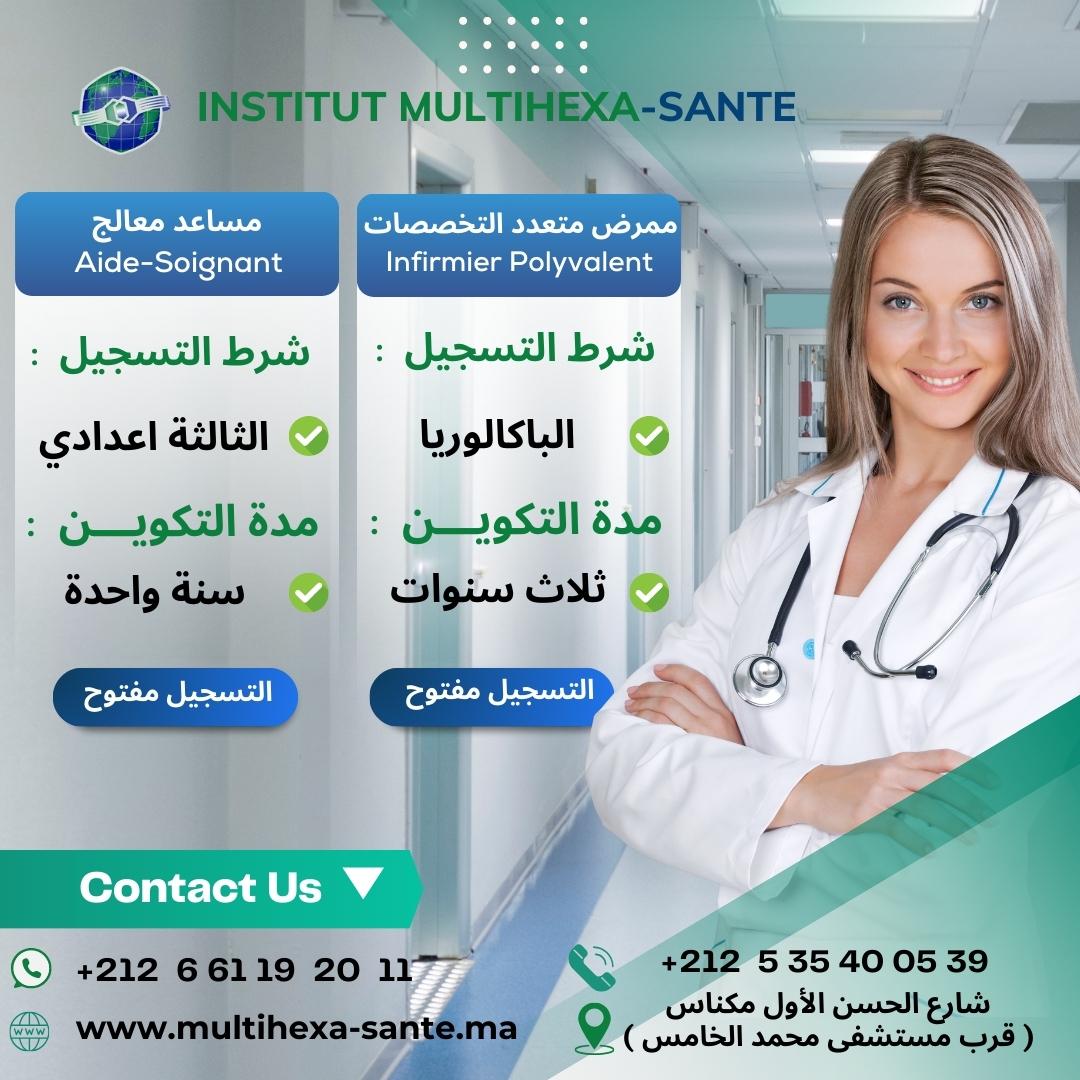 INSTITUT MULTIHEXA-SANTE
مساعد معالج
Aide-Soignant
شرط التسجيل :
الثالثة اعدادي
مدة التكويـــن :
سنة واحدة
التسجيل مفتوح
ممرض متعدد التخصصات
Infirmier Polyvalent
شرط التسجيل :
الباكالوريا
مدة التكويـــن :
ثلاث سنوات
التسجيل مفتوح
Contact Us
+212 6 61 19 20 11
www.multihexa-sante.ma
+212 5 35 40 05 39
شارع الحسن الأول مكناس
( قرب مستشفى محمد الخامس )
WWW